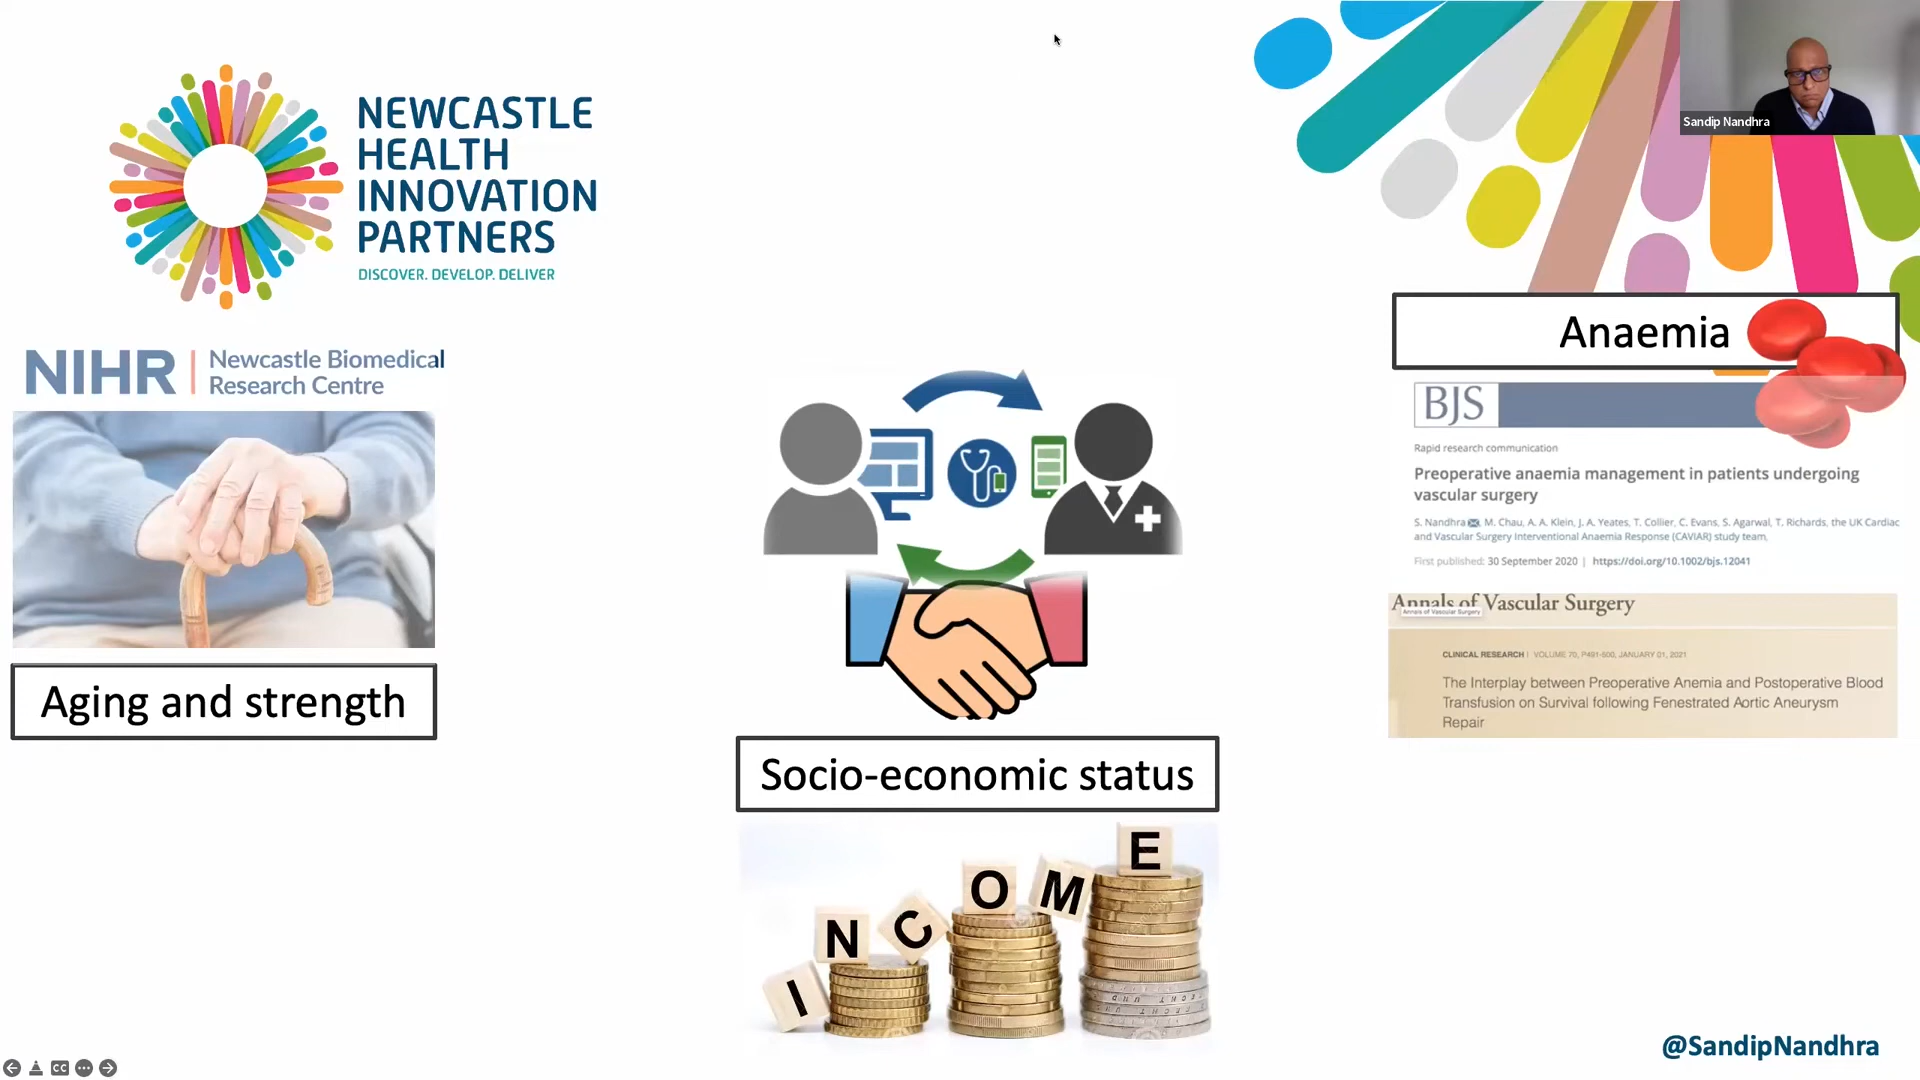 NEWCASTLE
HEALTH
INNOVATION
PARTNERS
DISCOVER. DEVELOP. DELIVER
Sandip Nandhra
NIHR | Newcastle Biomedical
Research Centre
Aging and strength
Socio-economic status
I N C O M E
Anaemia
BJS
Rapid research communication
Preoperative anaemia management in patients undergoing
vascular surgery
S. Nandhra, M. Chau, A. A. Klein, J. A. Yeates, T. Collier, C. Evans, S. Agarwal, T. Richards, the UK Cardiac
and Vascular Surgery Interventional Anaemia Response (CAVIAR) study team,
First published: 30 September 2020 | https://doi.org/10.1002/bjs.12041
Annals of Vascular Surgery
Annals of Vascular Surgery
CLINICAL RESEARCH | VOLUME 70, P491-500, JANUARY 01, 2021
The Interplay between Preoperative Anemia and Postoperative Blood
Transfusion on Survival following Fenestrated Aortic Aneurysm
Repair
@SandipNandhra
CC